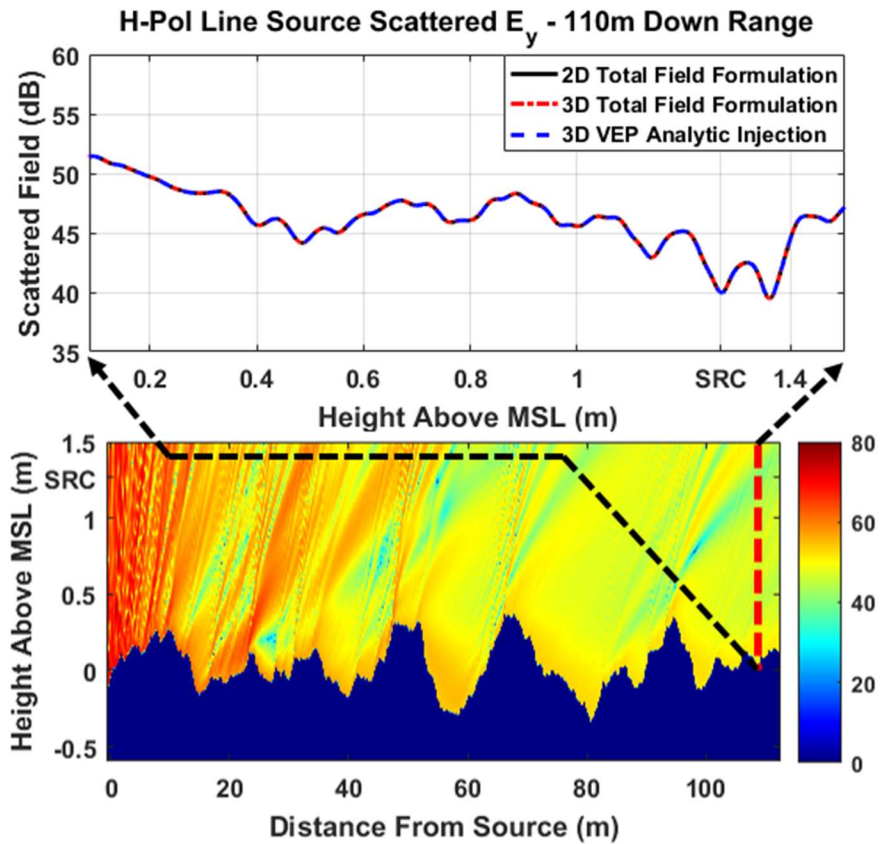 H-Pol Line Source Scattered Ey - 110m Down Range
60
55
50
45
40
35
Scattered Field (dB)
2D Total Field Formulation
3D Total Field Formulation
3D VEP Analytic Injection
0.2 0.4 0.6 0.8 1 SRC 1.4
Height Above MSL (m)
1.5
SRC
1
0.5
0
-0.5
Height Above MSL (m)
80
60
40
20
0
0 20 40 60 80 100
Distance From Source (m)